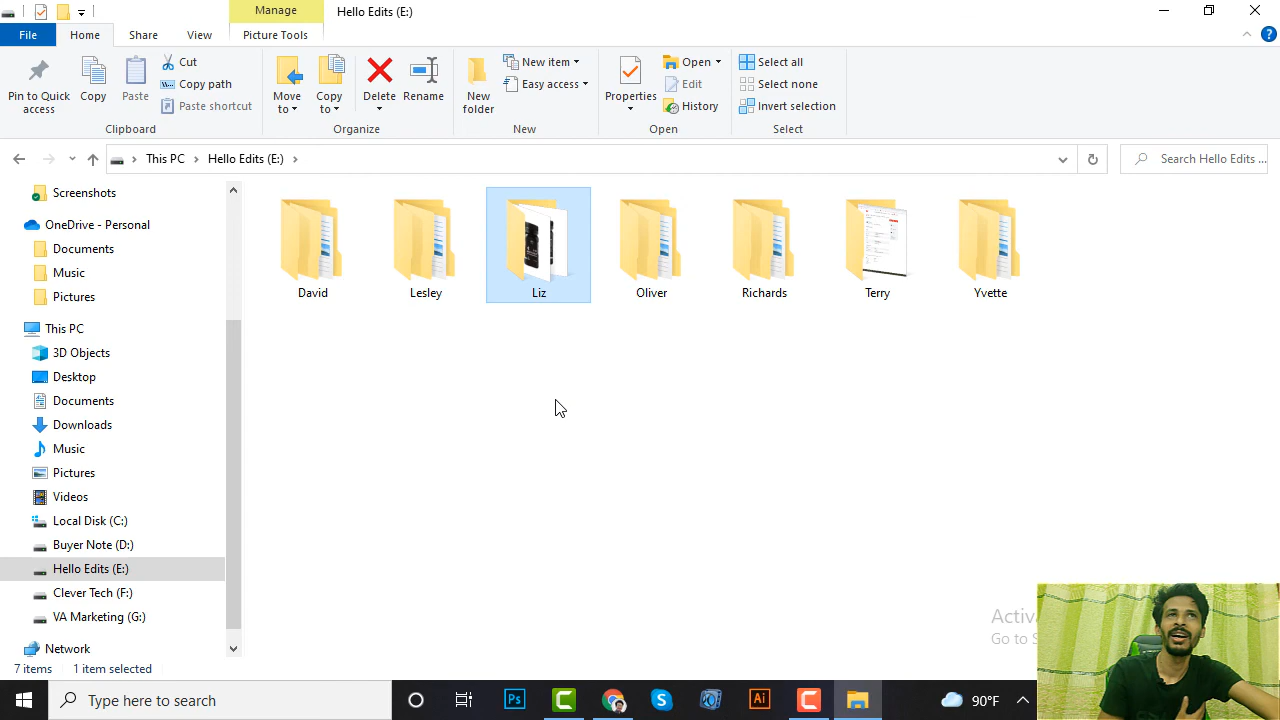 Manage
Hello Edits (E:)
File
Home
Share
View
Picture Tools
Pin to Quick
access
Copy
Paste
Cut
Copy path
Paste shortcut
Move
to
Copy
to
Delete
Rename
New
folder
New item
Easy access
Properties
Open
Edit
History
Select all
Select none
Invert selection
Clipboard
Organize
New
Open
Select
This PC
Hello Edits (E:)
Search Hello Edits ...
Screenshots
OneDrive - Personal
Documents
Music
Pictures
This PC
3D Objects
Desktop
Documents
Downloads
Music
Pictures
Videos
Local Disk (C:)
Buyer Note (D:)
Hello Edits (E:)
Clever Tech (F:)
VA Marketing (G:)
Network
David
Lesley
Liz
Oliver
Richards
Terry
Yvette
Go to
7 items
1 item selected
Type here to search
Ps
Ai
90°F